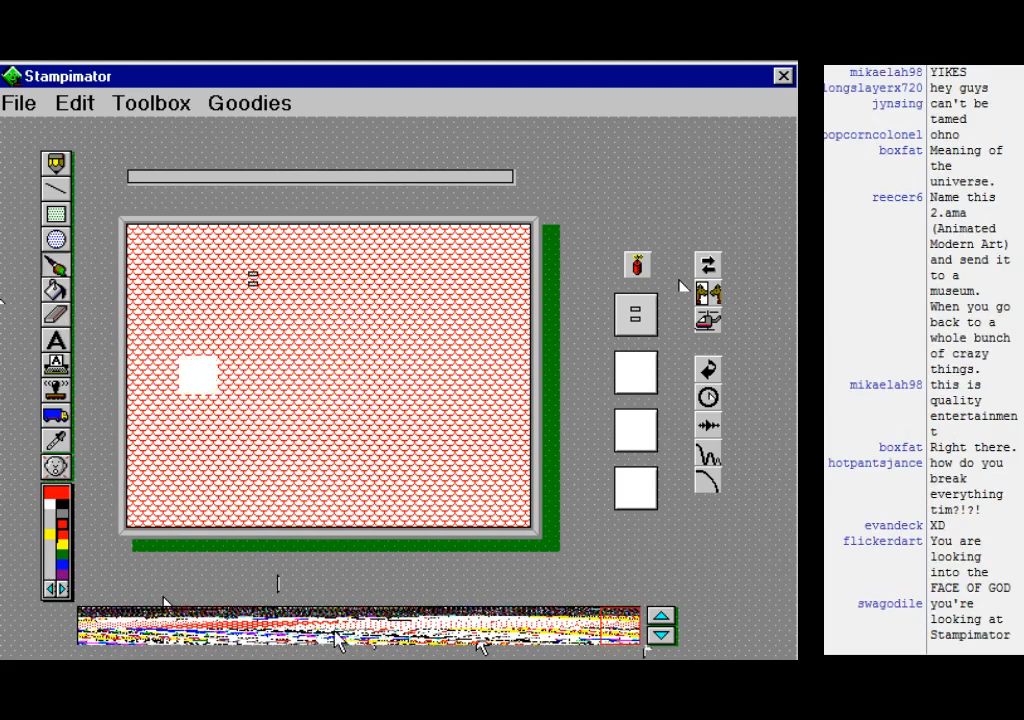 Stampimator
File Edit Toolbox Goodies
A
A
mikaelah98 YIKES
longslayerx720 hey guys
jynsing can't be
tamed
popcorncolonel ohno
boxfat Meaning of
the
universe.
reecer6 Name this
2.ama
(Animated
Modern Art)
and send it
to a
museum.
When you go
back to a
whole bunch
of crazy
things.
mikaelah98 this is
quality
entertainmen
t
boxfat Right there.
hotpantsjance how do you
break
everything
tim?!?!
evandeck XD
flickerdart You are
looking
into the
FACE OF GOD
swagodile you're
looking at
Stampimator